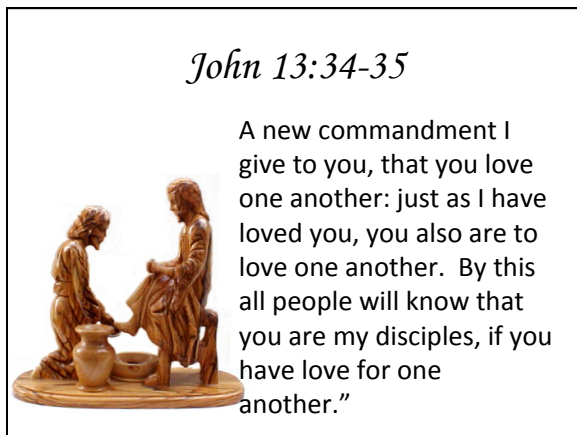 John 13:34-35
A new commandment I
give to you, that you love
one another: just as I have
loved you, you also are to
love one another.  By this
all people will know that
you are my disciples, if you
have love for one
another.”